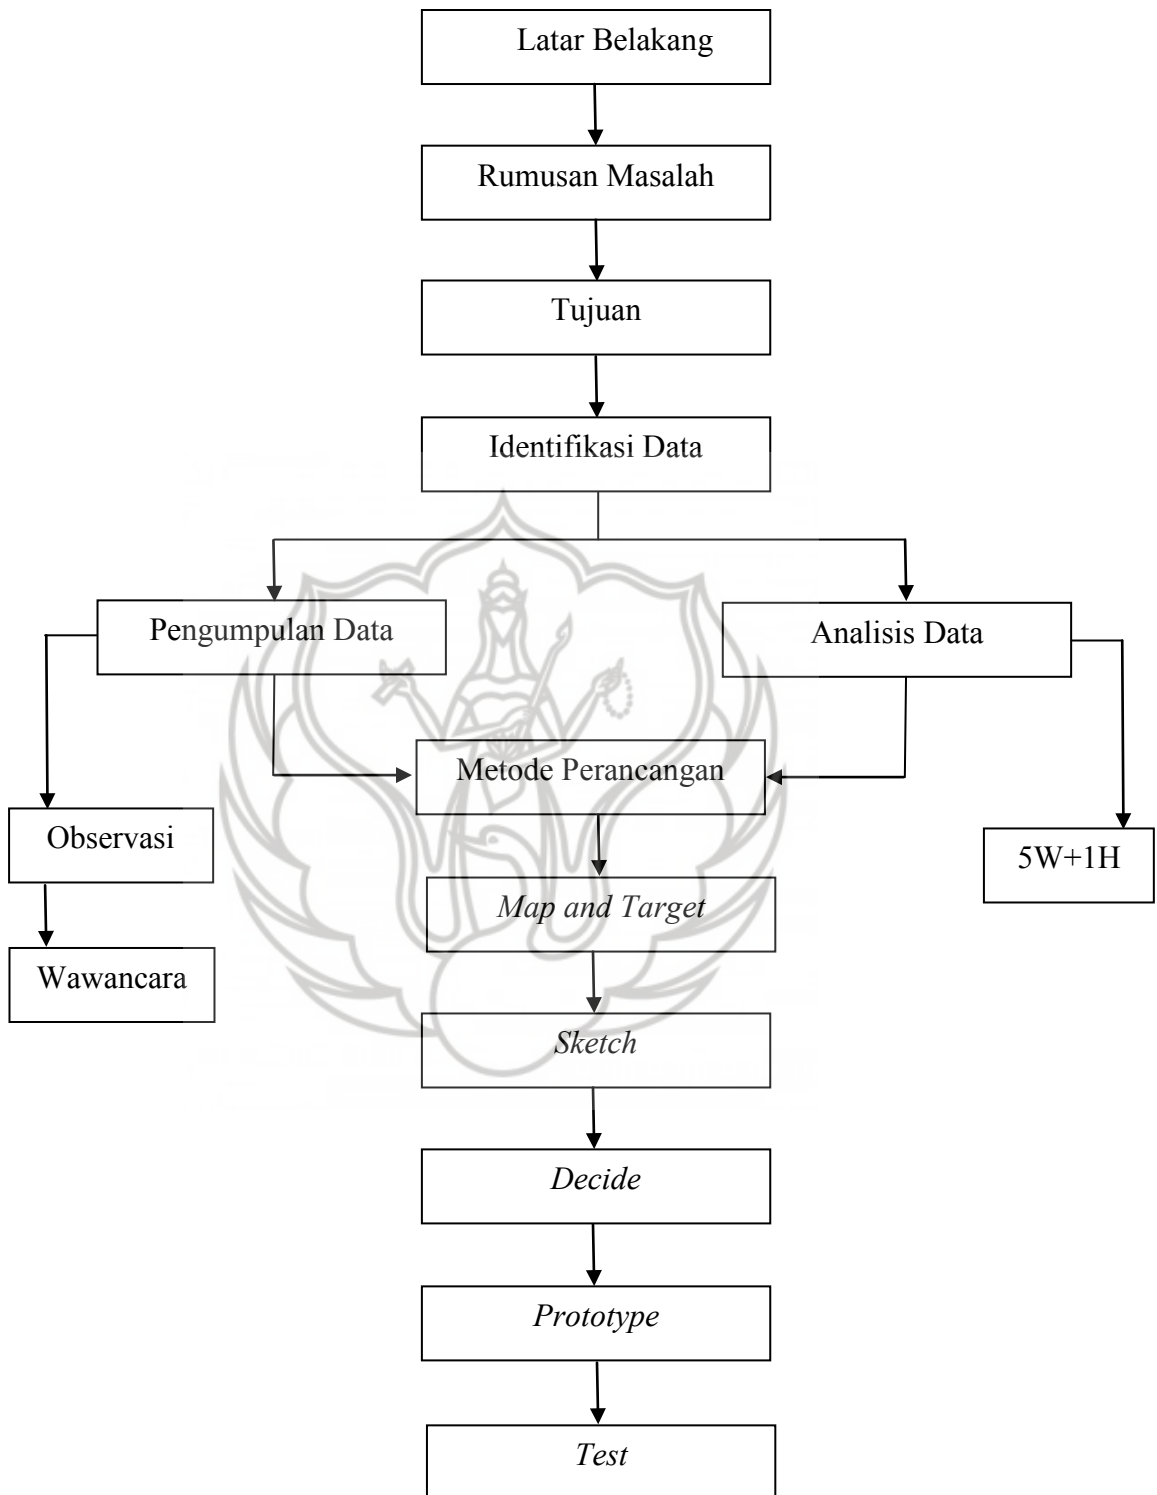 Latar Belakang
Rumusan Masalah
Tujuan
Identifikasi Data
Pengumpulan Data
Analisis Data
Metode Perancangan
Observasi
5W+1H
Map and Target
Wawancara
Sketch
Decide
Prototype
Test